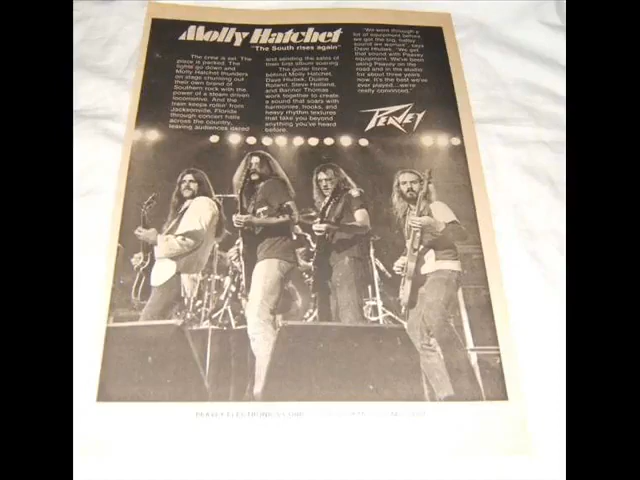 Molly Hatchet
"The South rises again"
The crew is set. The
place is packed. The
lights go down and
Molly Hatchet thunders
on stage churning out
their own brand of
Southern rock with the
power of a steam driven
locomotive. And the
train keeps rollin' from
Jacksonville, Florida
through concert halls
across the country,
leaving audiences dazed
and sending the sales of
their first album soaring.
The guitar force
behind Molly Hatchet,
Dave Hlubek, Duane
Roland, Steve Holland,
and Banner Thomas
work together to create
a sound that soars with
harmonies, hooks, and
heavy rhythm textures
that take you beyond
anything you've heard
before.
"We went through a
lot of equipment before
we got the big, ballsy
sound we wanted", says
Dave Hlubek. "We get
that sound with Peavey
equipment. We've been
using Peavey on the
road and in the studio
for about three years
now. It's the best we've
ever played....we're
really convinced."
PEAVEY
PEAVEY ELECTRONICS